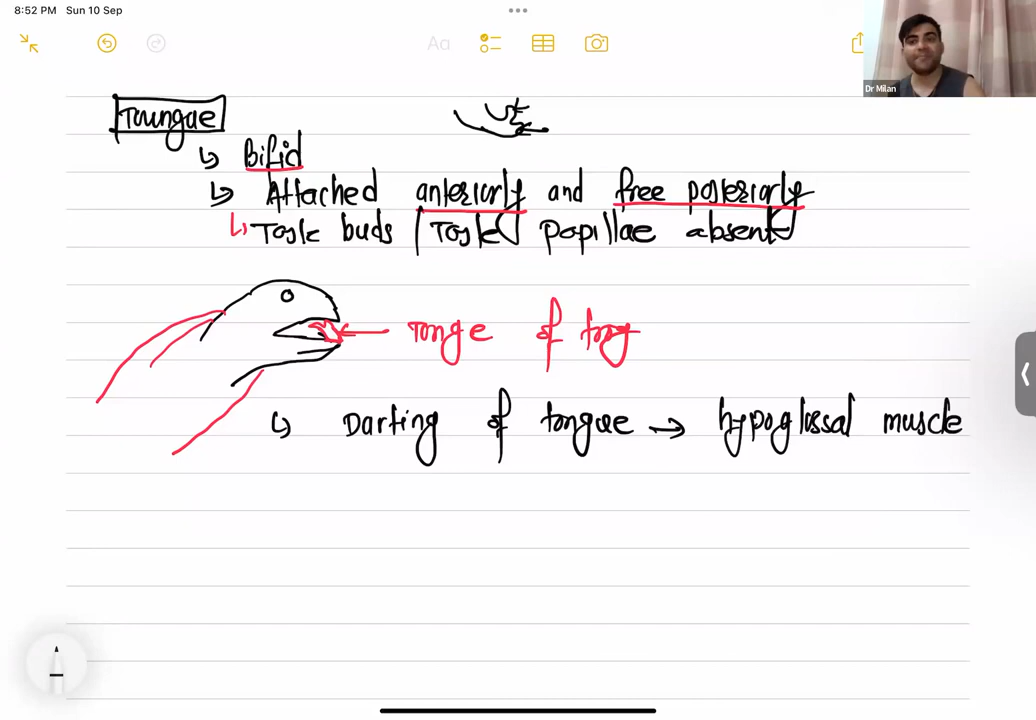 8:52 PM Sun 10 Sep
Aa
Dr Milan
Toungue
↳ Bifid
↳ Attached anteriorly and free posteriorly
↳ Taste buds / Taste papillae absent
Tonge of frog
↳ Darting of tongue → hypoglossal muscle